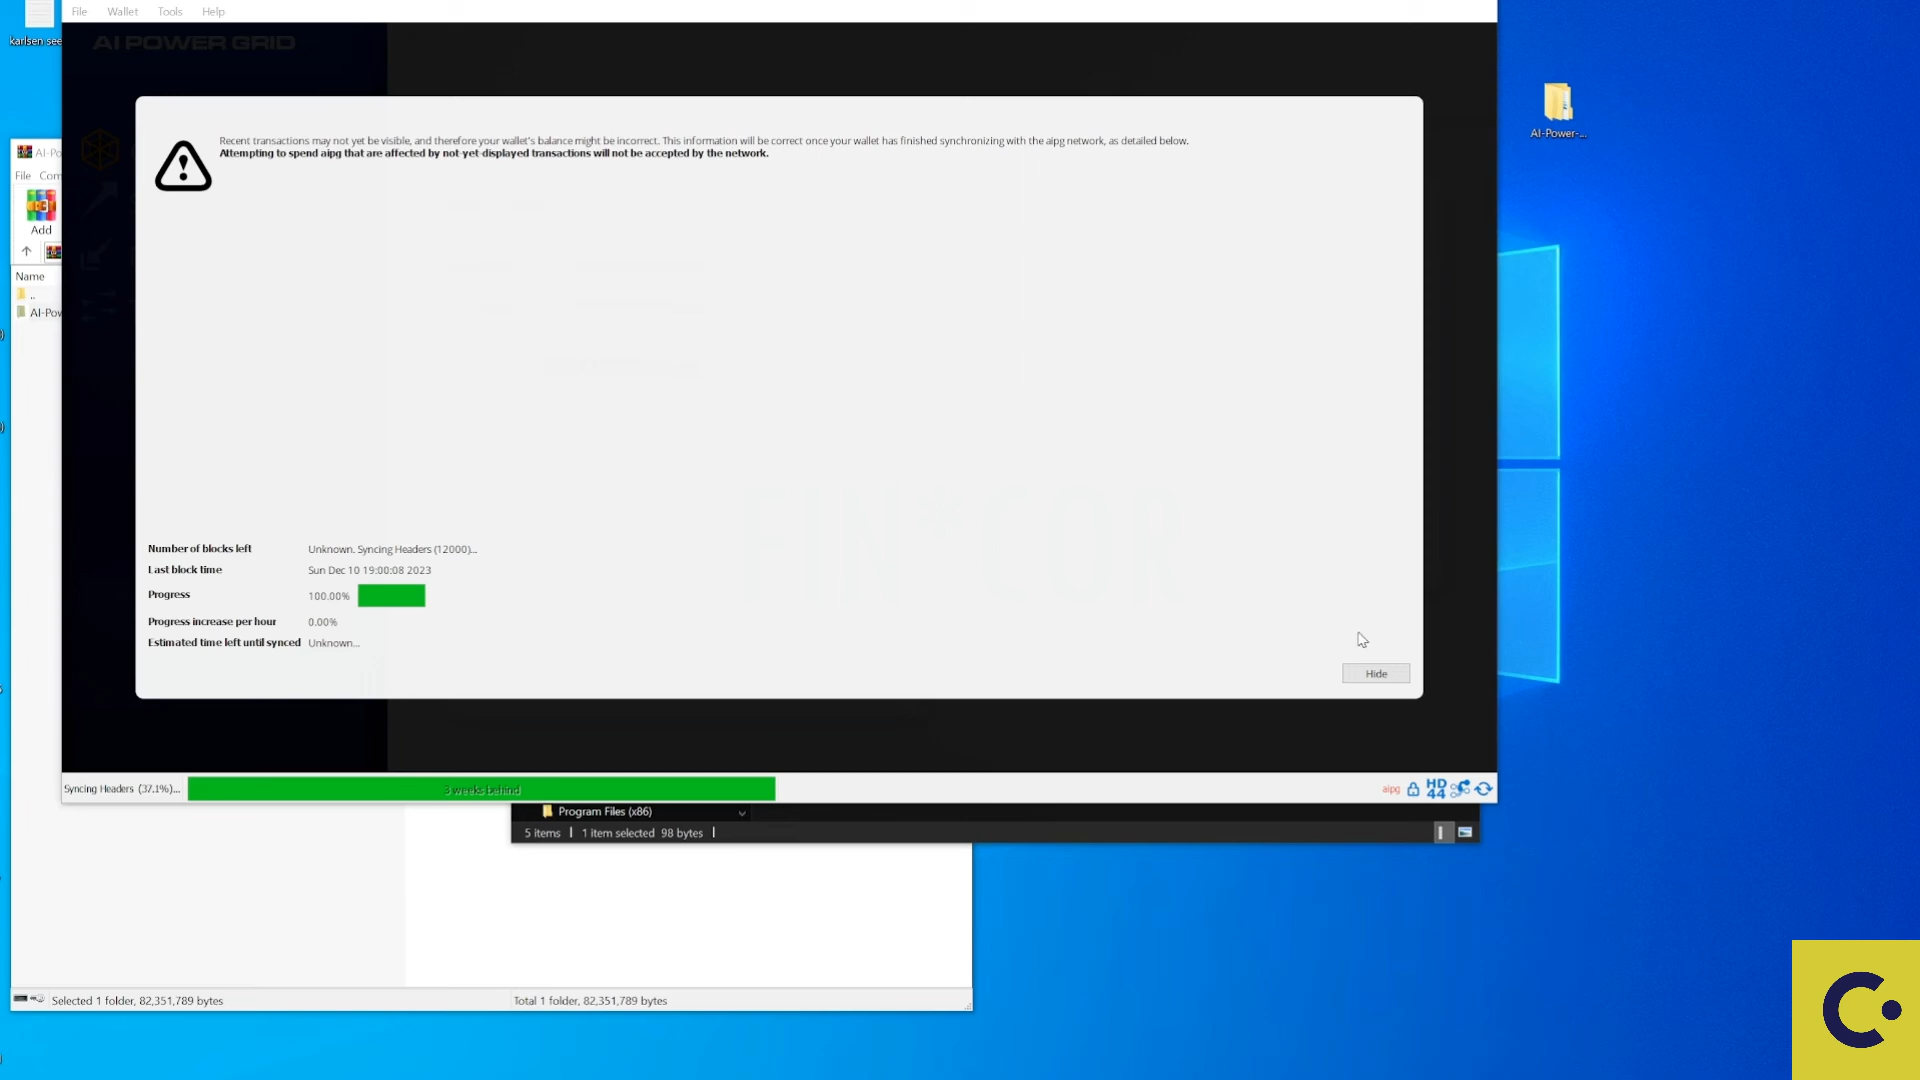 File Wallet Tools Help
karlsen see
AI POWER GRID
AI-Power-...
Recent transactions may not yet be visible, and therefore your wallet's balance might be incorrect. This information will be correct once your wallet has finished synchronizing with the aipg network, as detailed below.
Attempting to spend aipg that are affected by not-yet-displayed transactions will not be accepted by the network.
AI-Po
File Com
Add
Name
..
AI-Pow
FIN*COR
Number of blocks left Unknown. Syncing Headers (12000)...
Last block time Sun Dec 10 19:00:08 2023
Progress 100.00%
Progress increase per hour 0.00%
Estimated time left until synced Unknown...
Hide
Syncing Headers (37.1%)... 3 weeks behind aipg HD 44
Program Files (x86)
5 items 1 item selected 98 bytes
Selected 1 folder, 82,351,789 bytes Total 1 folder, 82,351,789 bytes